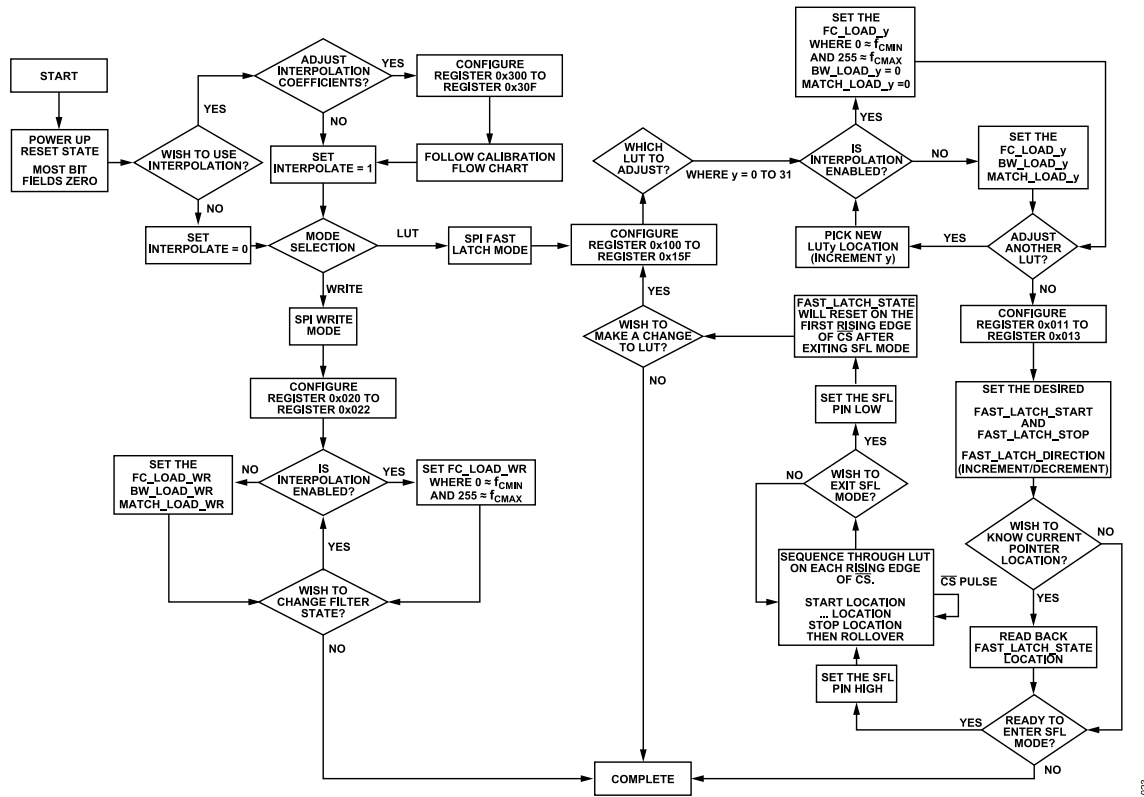 START
POWER UP
RESET STATE
MOST BIT
FIELDS ZERO
WISH TO USE
INTERPOLATION?
YES
NO
ADJUST
INTERPOLATION
COEFFICIENTS?
YES
NO
CONFIGURE
REGISTER 0x300 TO
REGISTER 0x30F
FOLLOW CALIBRATION
FLOW CHART
SET
INTERPOLATE = 1
SET
INTERPOLATE = 0
MODE
SELECTION
LUT
WRITE
SPI FAST
LATCH MODE
SPI WRITE
MODE
CONFIGURE
REGISTER 0x020 TO
REGISTER 0x022
IS
INTERPOLATION
ENABLED?
NO
YES
SET THE
FC_LOAD_WR
BW_LOAD_WR
MATCH_LOAD_WR
SET FC_LOAD_WR
WHERE 0 ≈ fCMIN
AND 255 ≈ fCMAX
YES
WISH TO
CHANGE FILTER
STATE?
NO
CONFIGURE
REGISTER 0x100 TO
REGISTER 0x15F
WHICH
LUT TO
ADJUST?
WHERE y = 0 TO 31
IS
INTERPOLATION
ENABLED?
YES
NO
SET THE
FC_LOAD_y
WHERE 0 ≈ fCMIN
AND 255 ≈ fCMAX
BW_LOAD_y = 0
MATCH_LOAD_y =0
SET THE
FC_LOAD_y
BW_LOAD_y
MATCH_LOAD_y
ADJUST
ANOTHER
LUT?
YES
NO
PICK NEW
LUTy LOCATION
(INCREMENT y)
CONFIGURE
REGISTER 0x011 TO
REGISTER 0x013
SET THE DESIRED
FAST_LATCH_START
AND
FAST_LATCH_STOP
FAST_LATCH_DIRECTION
(INCREMENT/DECREMENT)
WISH TO
KNOW CURRENT
POINTER
LOCATION?
NO
YES
READ BACK
FAST_LATCH_STATE
LOCATION
READY TO
ENTER SFL
MODE?
YES
NO
SET THE SFL
PIN HIGH
SEQUENCE THROUGH LUT
ON EACH RISING EDGE
OF CS.
START LOCATION
... LOCATION
STOP LOCATION
THEN ROLLOVER
CS PULSE
WISH TO
EXIT SFL
MODE?
NO
YES
SET THE SFL
PIN LOW
FAST_LATCH_STATE
WILL RESET ON THE
FIRST RISING EDGE
OF CS AFTER
EXITING SFL MODE
WISH TO
MAKE A CHANGE
TO LUT?
YES
NO
COMPLETE